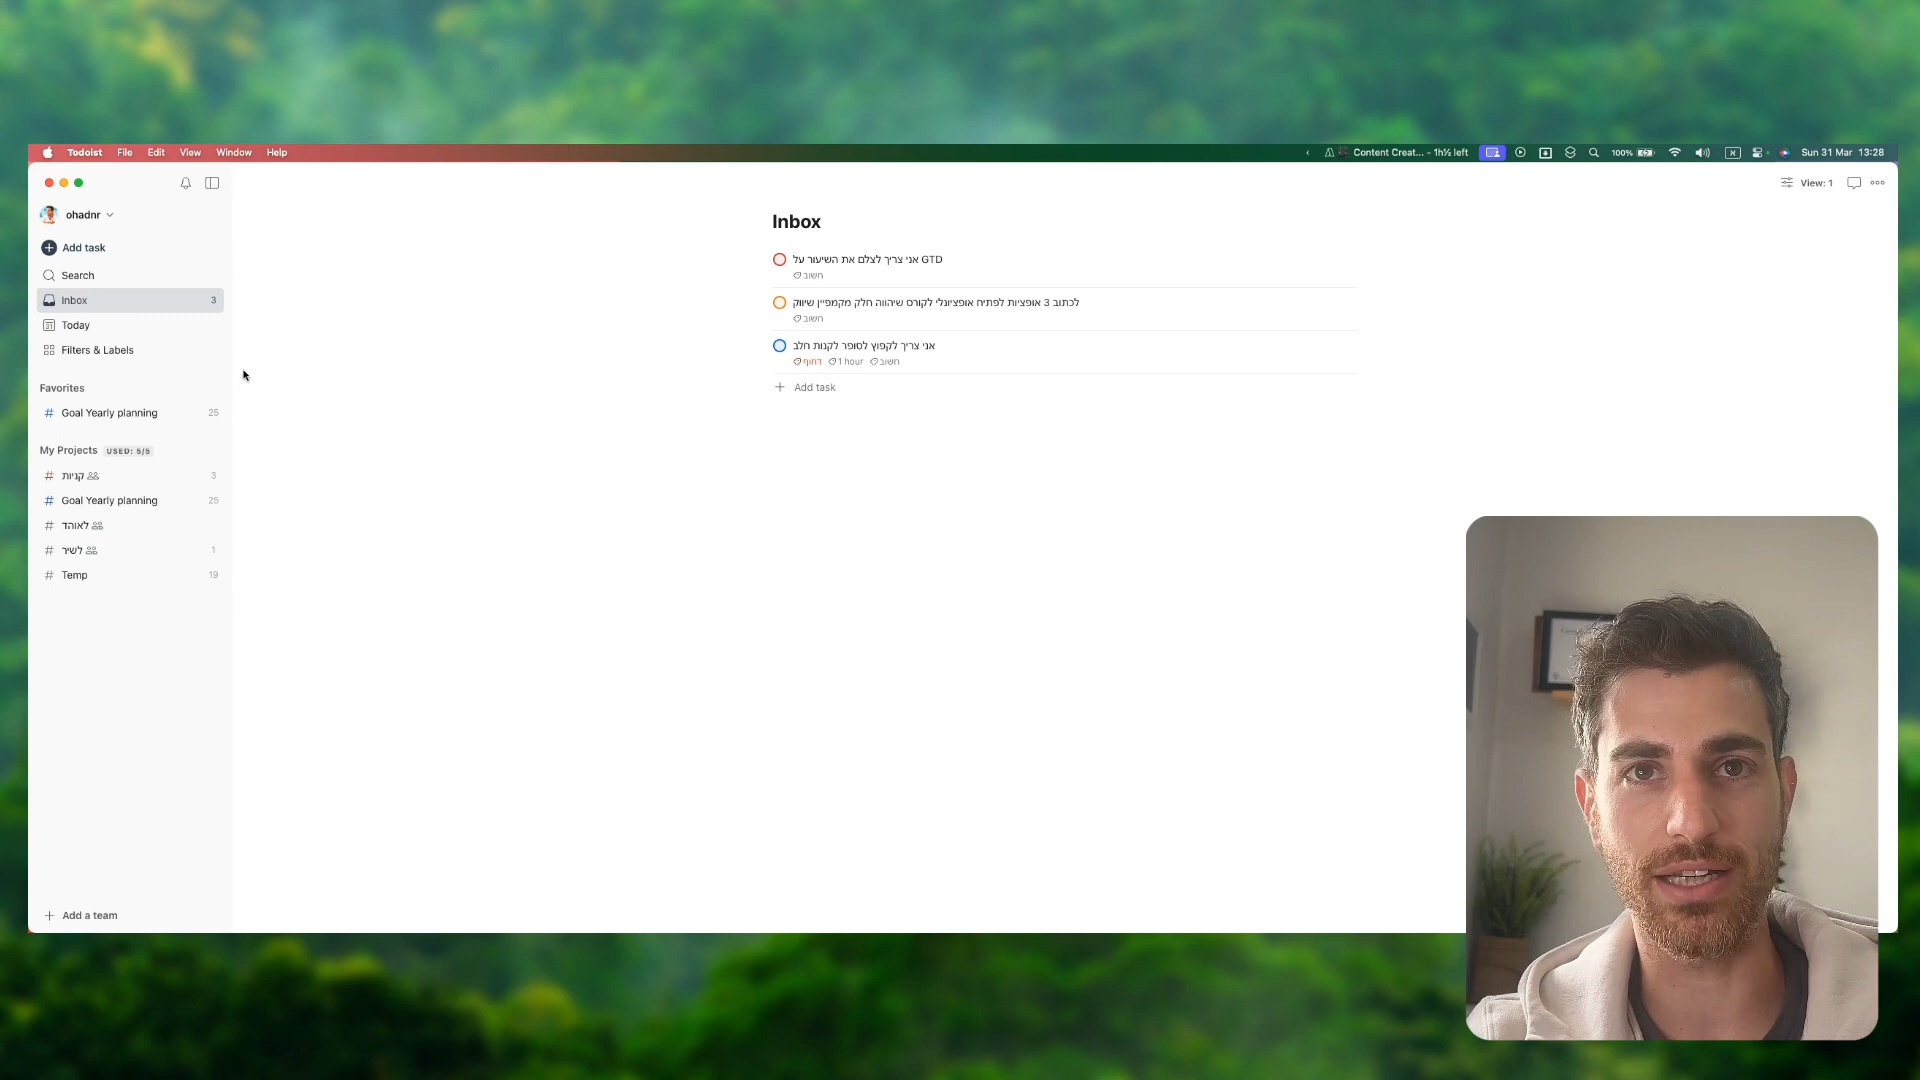 Todoist File Edit View Window Help
Content Creat... - 1h½ left 100% א Sun 31 Mar 13:28
View: 1
ohadnr
Add task
Search
Inbox 3
31 Today
Filters & Labels
Favorites
# Goal Yearly planning 25
My Projects USED: 5/5
# קניות 3
# Goal Yearly planning 25
# לאוהד
# לשיר 1
# Temp 19
+ Add a team
Inbox
אני צריך לצלם את השיעור על GTD
חשוב
לכתוב 3 אופציות לפתיח אופציונלי לקורס שיהווה חלק מקמפיין שיווק
חשוב
אני צריך לקפוץ לסופר לקנות חלב
דחוף 1 hour חשוב
+ Add task